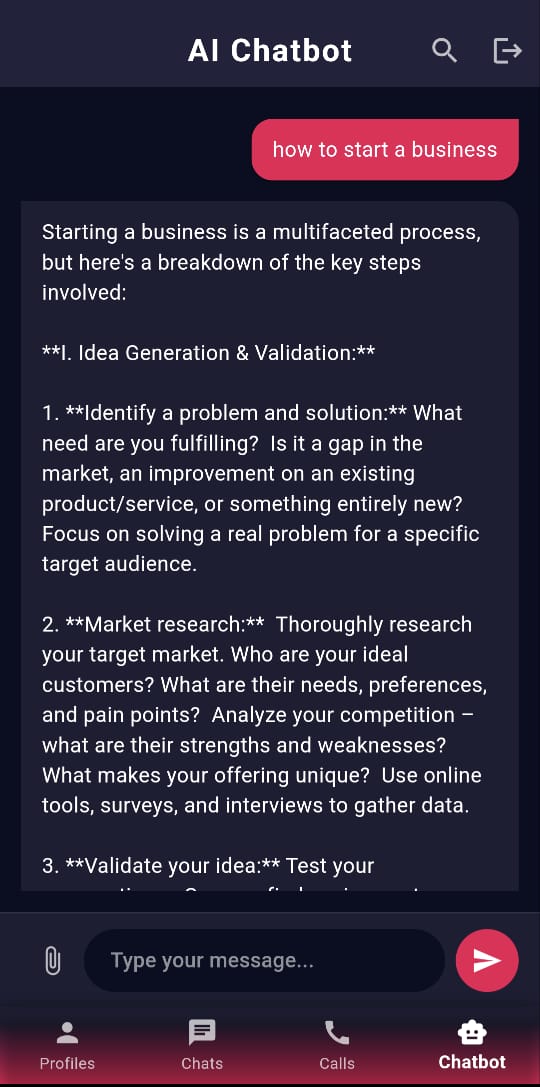 AI Chatbot
how to start a business
Starting a business is a multifaceted process,
but here's a breakdown of the key steps
involved:
**I. Idea Generation & Validation:**
1. **Identify a problem and solution:** What
need are you fulfilling?  Is it a gap in the
market, an improvement on an existing
product/service, or something entirely new?
Focus on solving a real problem for a specific
target audience.
2. **Market research:**  Thoroughly research
your target market. Who are your ideal
customers? What are their needs, preferences,
and pain points?  Analyze your competition –
what are their strengths and weaknesses?
What makes your offering unique?  Use online
tools, surveys, and interviews to gather data.
3. **Validate your idea:** Test your
Type your message...
Profiles
Chats
Calls
Chatbot